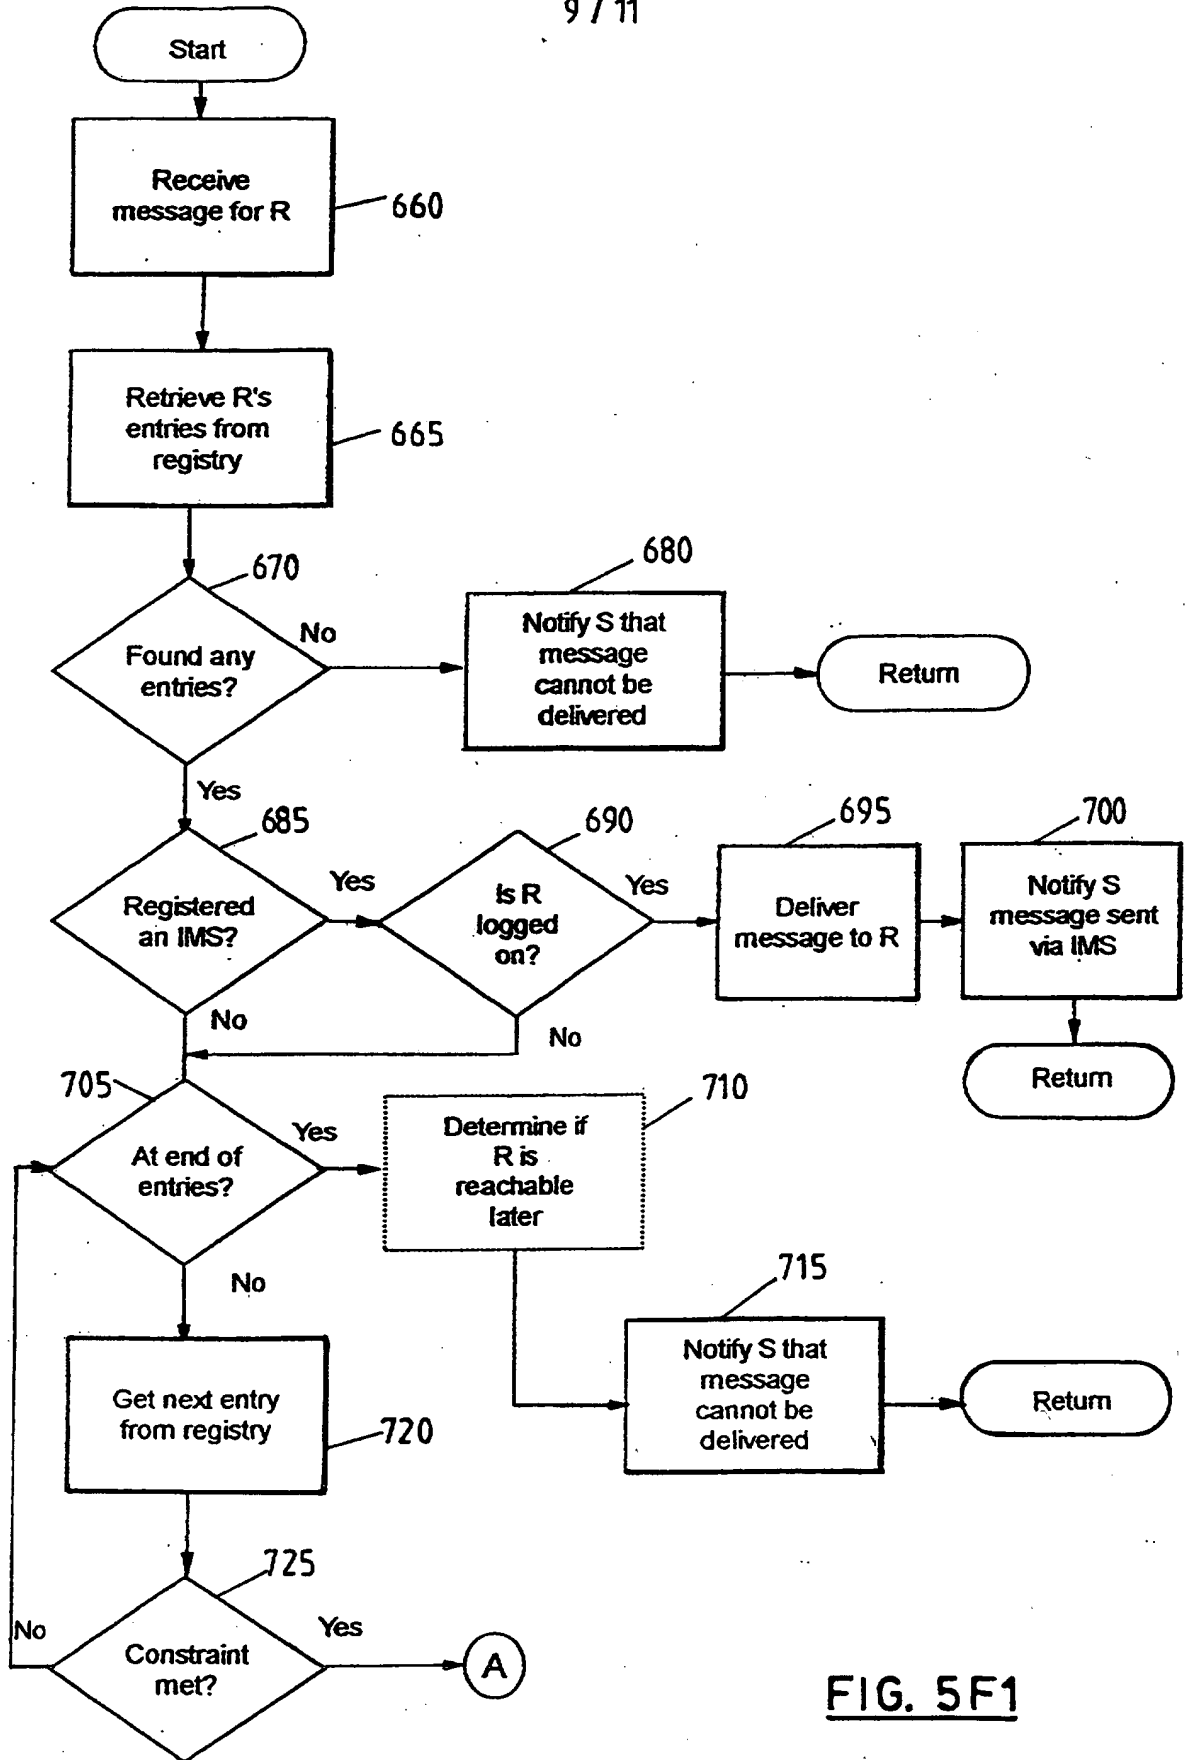 9/11
Start
Receive
message for R
660
Retrieve R's
entries from
registry
665
670
Found any
entries?
No
680
Notify S that
message
cannot be
delivered
Return
Yes
685
Registered
an IMS?
Yes
690
Is R
logged
on?
Yes
695
Deliver
message to R
700
Notify S
message sent
via IMS
Return
No
No
705
At end of
entries?
Yes
710
Determine if
R is
reachable
later
715
Notify S that
message
cannot be
delivered
Return
No
Get next entry
from registry
720
725
Constraint
met?
No
Yes
A
FIG. 5F1